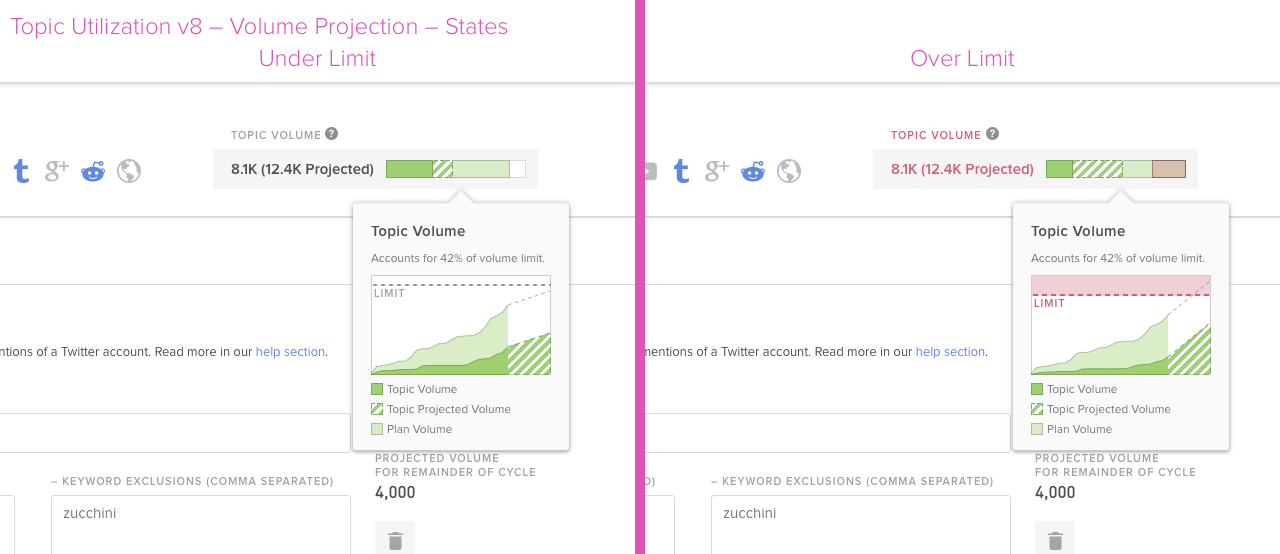 Topic Utilization v8 – Volume Projection – States
Under Limit
TOPIC VOLUME ?
t g+
8.1K (12.4K Projected)
Topic Volume
Accounts for 42% of volume limit.
LIMIT
Topic Volume
Topic Projected Volume
Plan Volume
ntions of a Twitter account. Read more in our help section.
PROJECTED VOLUME
FOR REMAINDER OF CYCLE
4,000
– KEYWORD EXCLUSIONS (COMMA SEPARATED)
zucchini
Over Limit
TOPIC VOLUME ?
t g+
8.1K (12.4K Projected)
Topic Volume
Accounts for 42% of volume limit.
LIMIT
Topic Volume
Topic Projected Volume
Plan Volume
mentions of a Twitter account. Read more in our help section.
PROJECTED VOLUME
FOR REMAINDER OF CYCLE
4,000
D)
– KEYWORD EXCLUSIONS (COMMA SEPARATED)
zucchini